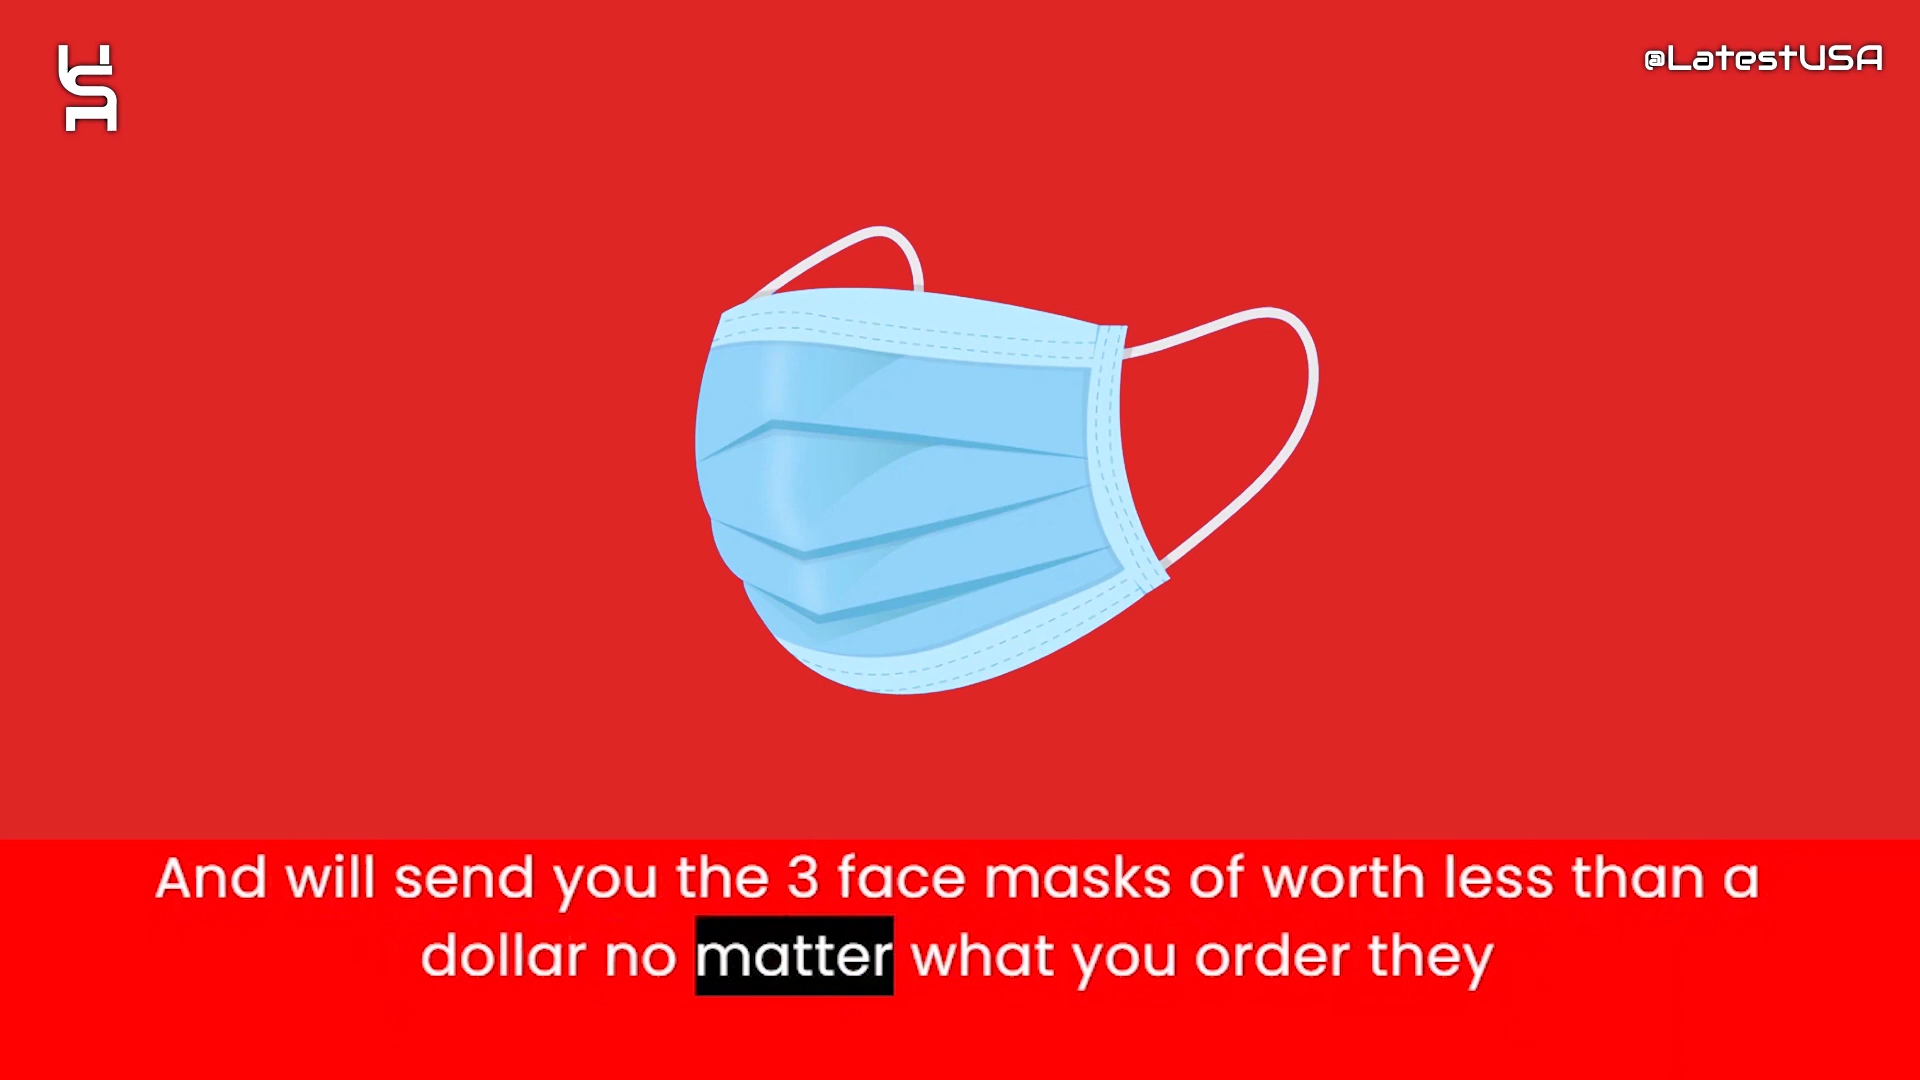 USA
@LatestUSA
And will send you the 3 face masks of worth less than a
dollar no matter what you order they